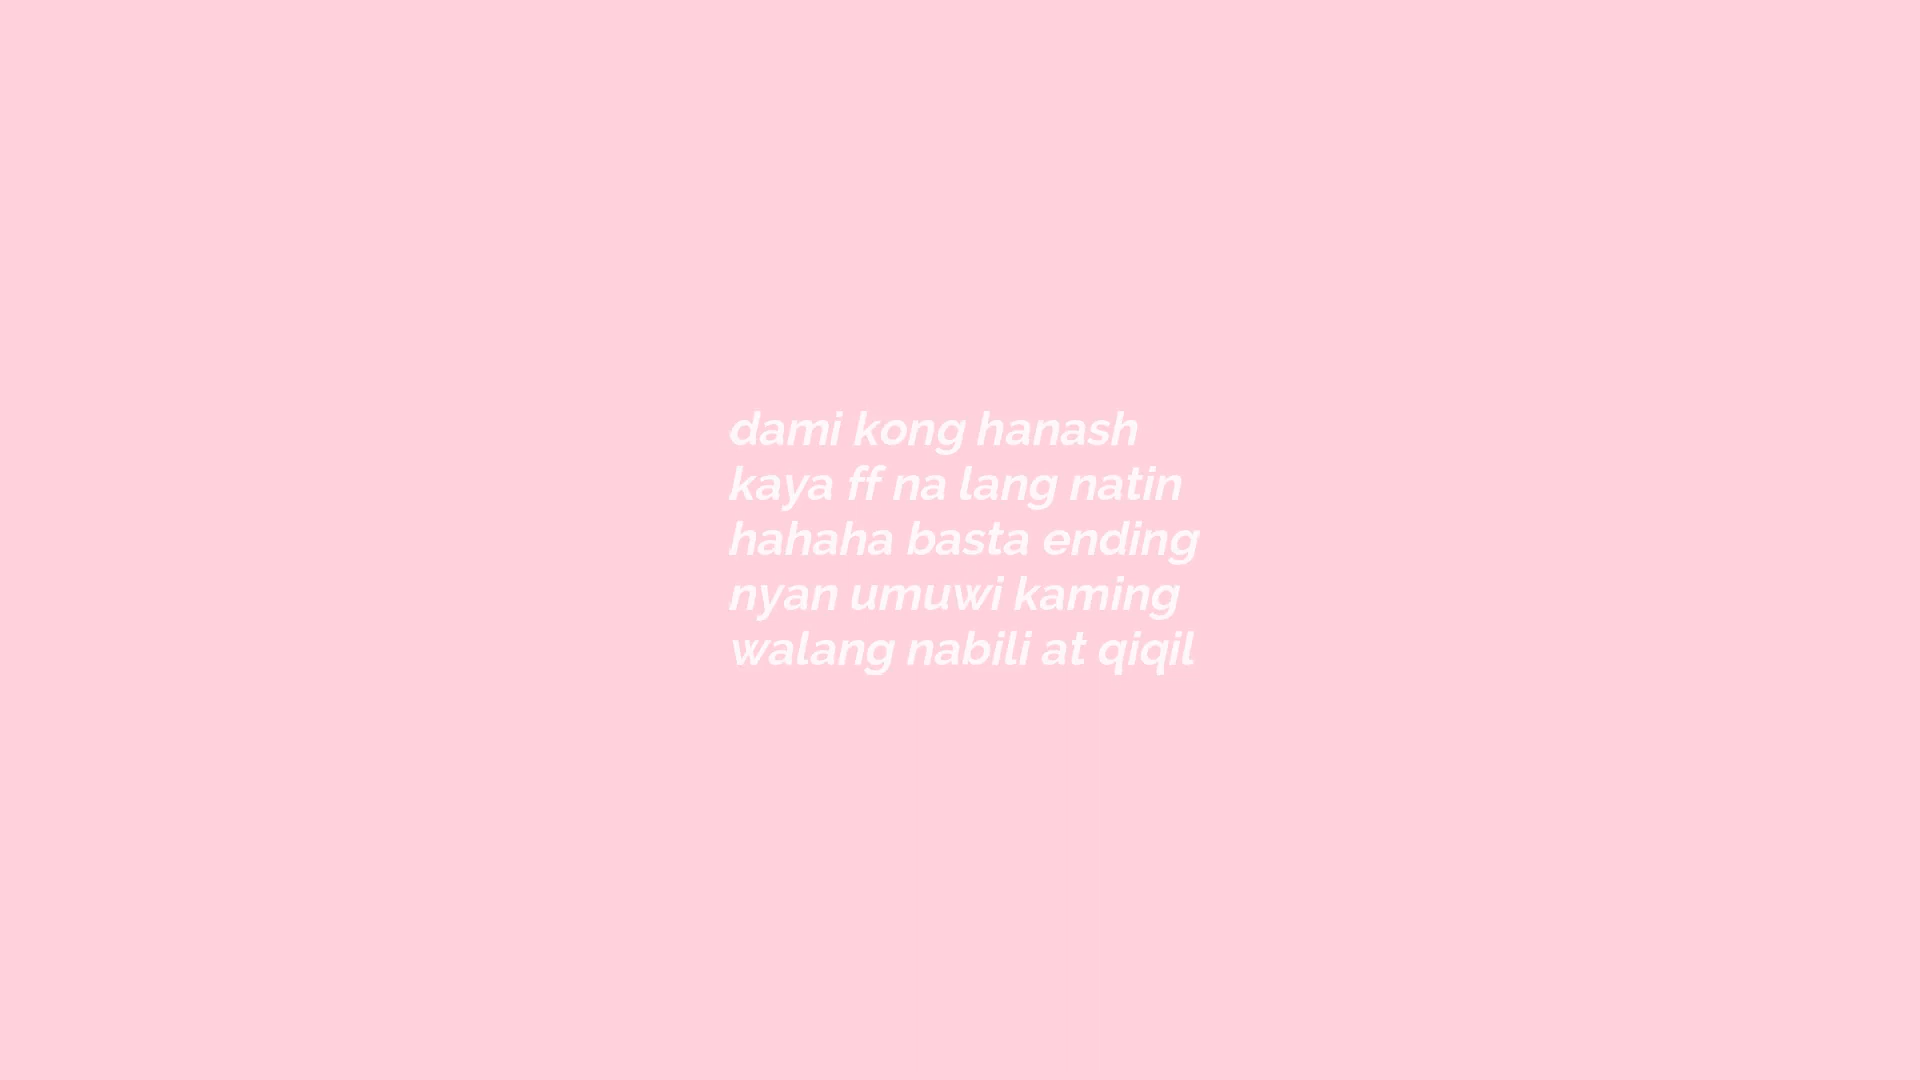 dami kong hanash
kaya ff na lang natin
hahaha basta ending
nyan umuwi kaming
walang nabili at qiqil